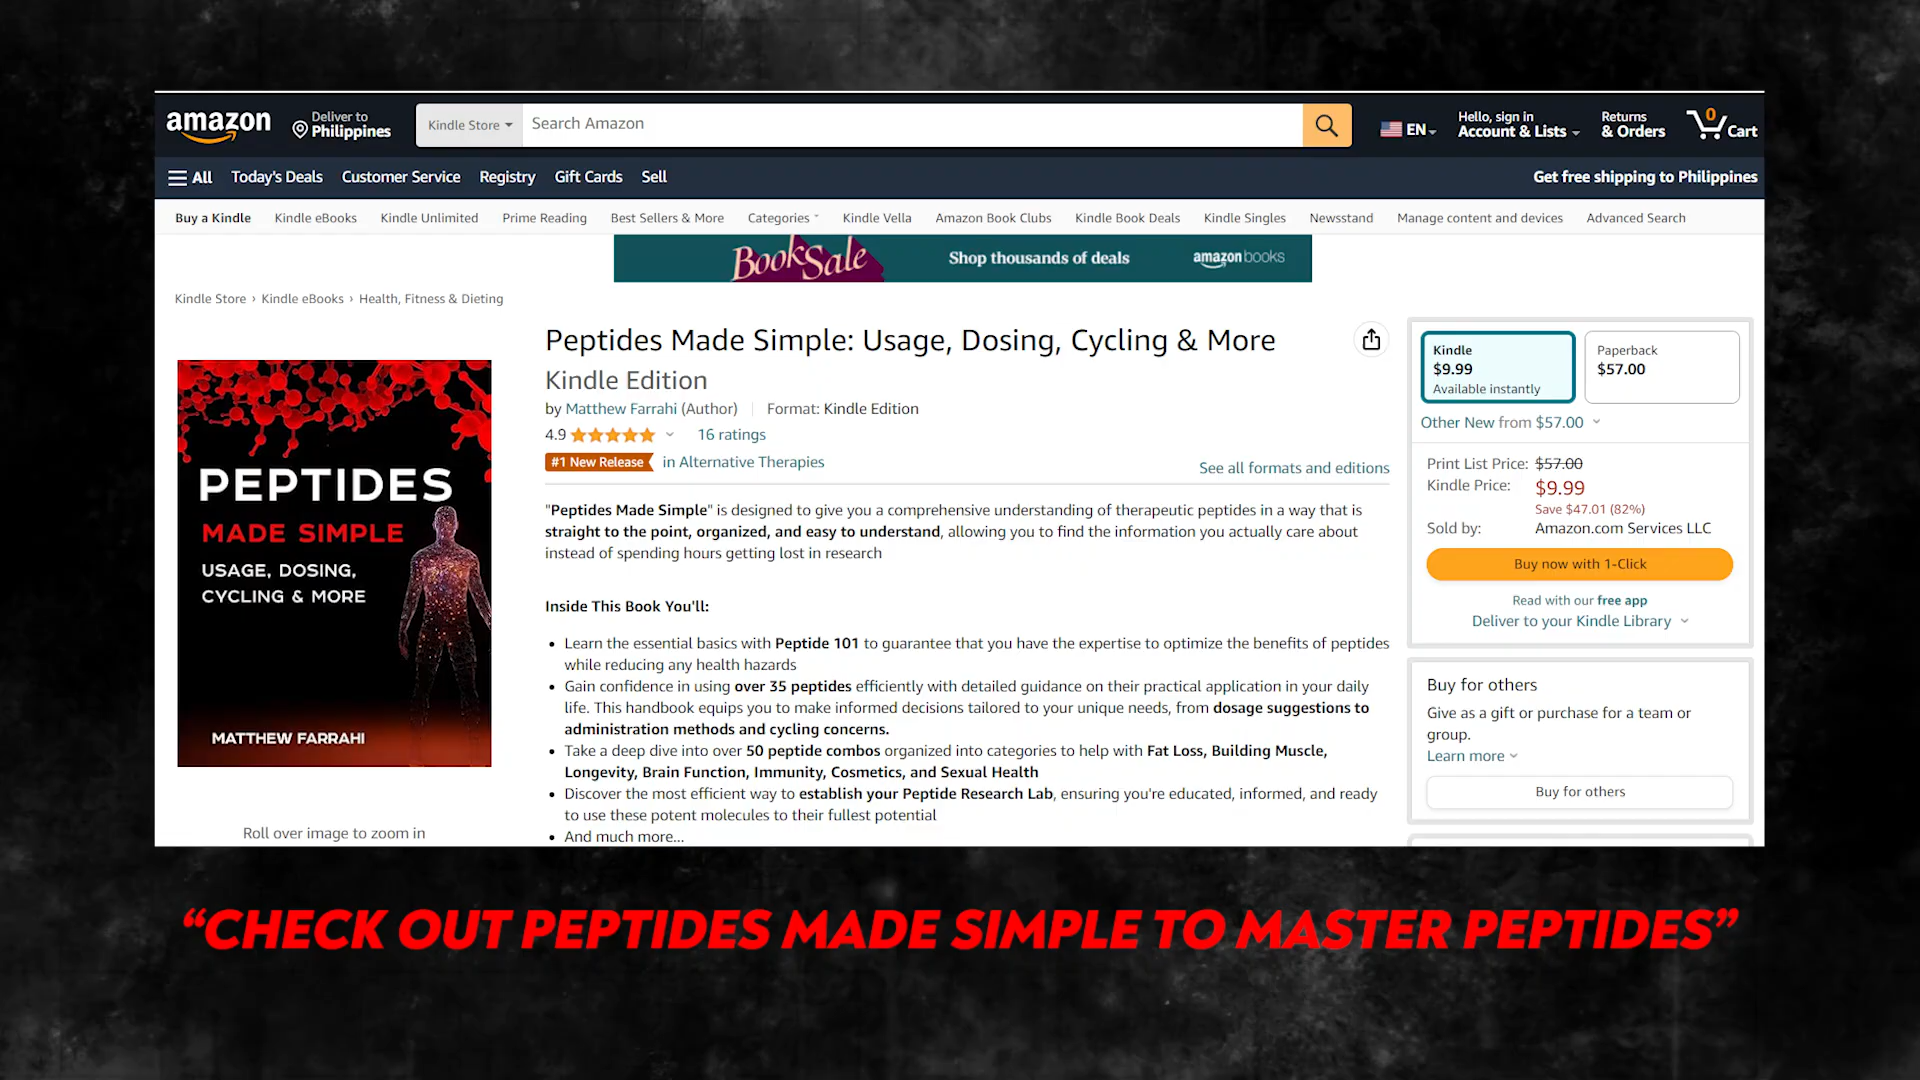 amazon
Deliver to
Philippines
Kindle Store
Search Amazon
EN
Hello, sign in
Account & Lists
Returns
& Orders
0
Cart
All
Today's Deals
Customer Service
Registry
Gift Cards
Sell
Get free shipping to Philippines
Buy a Kindle
Kindle eBooks
Kindle Unlimited
Prime Reading
Best Sellers & More
Categories
Kindle Vella
Amazon Book Clubs
Kindle Book Deals
Kindle Singles
Newsstand
Manage content and devices
Advanced Search
BookSale
Shop thousands of deals
amazon books
Kindle Store › Kindle eBooks › Health, Fitness & Dieting
PEPTIDES
MADE SIMPLE
USAGE, DOSING,
CYCLING & MORE
MATTHEW FARRAHI
Roll over image to zoom in
Peptides Made Simple: Usage, Dosing, Cycling & More
Kindle Edition
by Matthew Farrahi (Author)
Format: Kindle Edition
4.9
16 ratings
#1 New Release
in Alternative Therapies
See all formats and editions
"Peptides Made Simple" is designed to give you a comprehensive understanding of therapeutic peptides in a way that is
straight to the point, organized, and easy to understand, allowing you to find the information you actually care about
instead of spending hours getting lost in research
Inside This Book You'll:
• Learn the essential basics with Peptide 101 to guarantee that you have the expertise to optimize the benefits of peptides
while reducing any health hazards
• Gain confidence in using over 35 peptides efficiently with detailed guidance on their practical application in your daily
life. This handbook equips you to make informed decisions tailored to your unique needs, from dosage suggestions to
administration methods and cycling concerns.
• Take a deep dive into over 50 peptide combos organized into categories to help with Fat Loss, Building Muscle,
Longevity, Brain Function, Immunity, Cosmetics, and Sexual Health
• Discover the most efficient way to establish your Peptide Research Lab, ensuring you're educated, informed, and ready
to use these potent molecules to their fullest potential
• And much more...
Kindle
$9.99
Available instantly
Paperback
$57.00
Other New from $57.00
Print List Price: $57.00
Kindle Price: $9.99
Save $47.01 (82%)
Sold by: Amazon.com Services LLC
Buy now with 1-Click
Read with our free app
Deliver to your Kindle Library
Buy for others
Give as a gift or purchase for a team or
group.
Learn more
Buy for others
“CHECK OUT PEPTIDES MADE SIMPLE TO MASTER PEPTIDES”